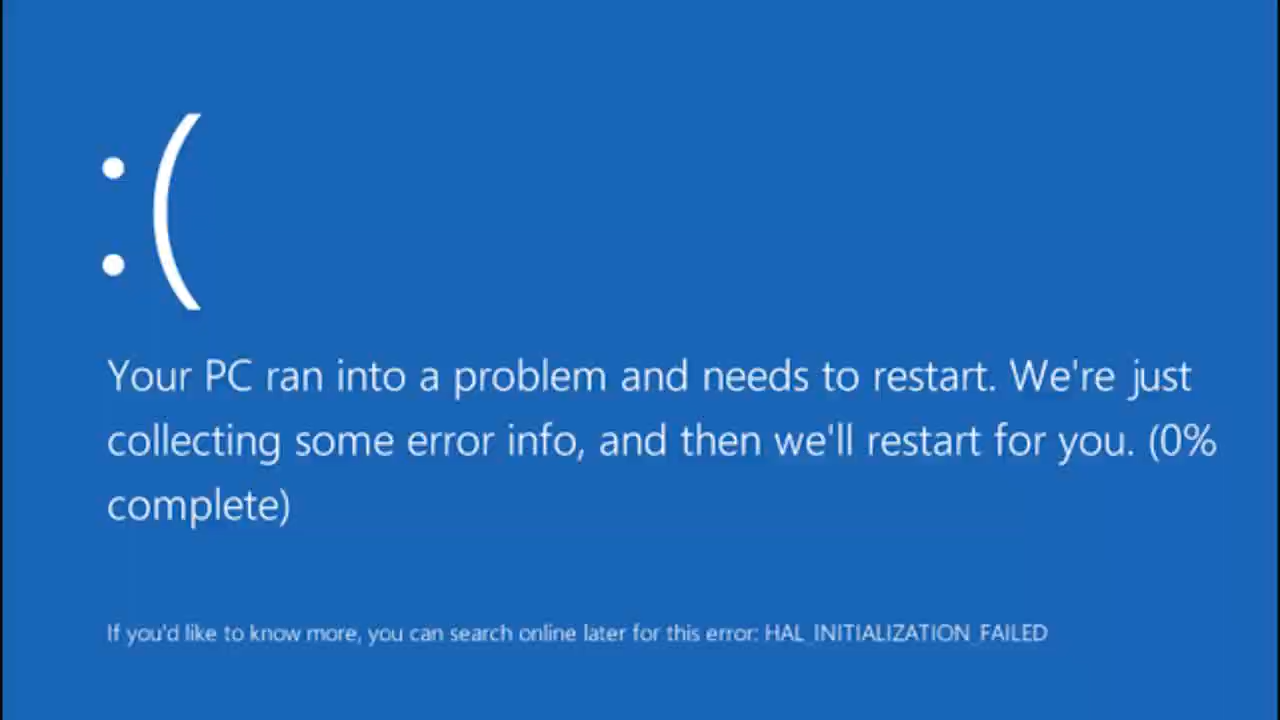 :(
Your PC ran into a problem and needs to restart. We're just
collecting some error info, and then we'll restart for you. (0%
complete)
If you'd like to know more, you can search online later for this error: HAL_INITIALIZATION_FAILED